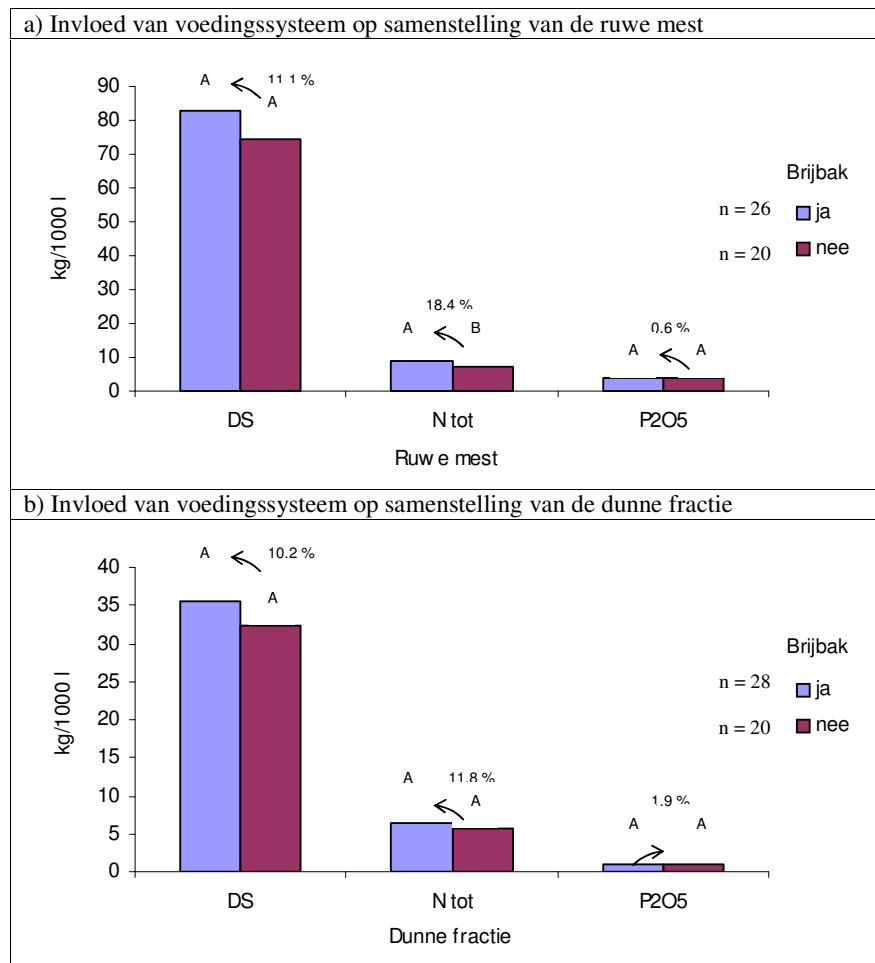 a) Invloed van voedingssysteem op samenstelling van de ruwe mest
A 11.1 %
A
90
80
70
60
50
40
30
20
10
0
kg/1000 l
18.4 %
A B
0.6 %
A A
DS N tot P2O5
Ruw e mest
Brijbak
n = 26 ja
n = 20 nee
b) Invloed van voedingssysteem op samenstelling van de dunne fractie
A 10.2 %
A
40
35
30
25
20
15
10
5
0
kg/1000 l
A 11.8 %
A
1.9 %
A A
DS N tot P2O5
Dunne fractie
Brijbak
n = 28 ja
n = 20 nee